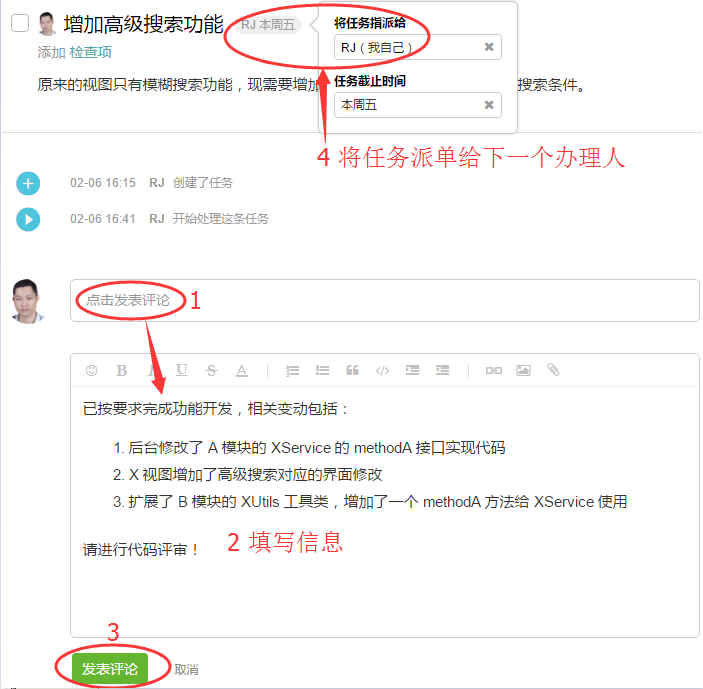 增加高级搜索功能 RJ 本周五
将任务指派给
RJ（我自己）
添加 检查项
任务截止时间
原来的视图只有模糊搜索功能，现需要增加 搜索条件。
本周五
4 将任务派单给下一个办理人
02-06 16:15 RJ 创建了任务
02-06 16:41 RJ 开始处理这条任务
点击发表评论 1
已按要求完成功能开发，相关变动包括：
1. 后台修改了 A 模块的 XService 的 methodA 接口实现代码
2. X 视图增加了高级搜索对应的界面修改
3. 扩展了 B 模块的 XUtils 工具类，增加了一个 methodA 方法给 XService 使用
请进行代码评审！
2 填写信息
3
发表评论 取消